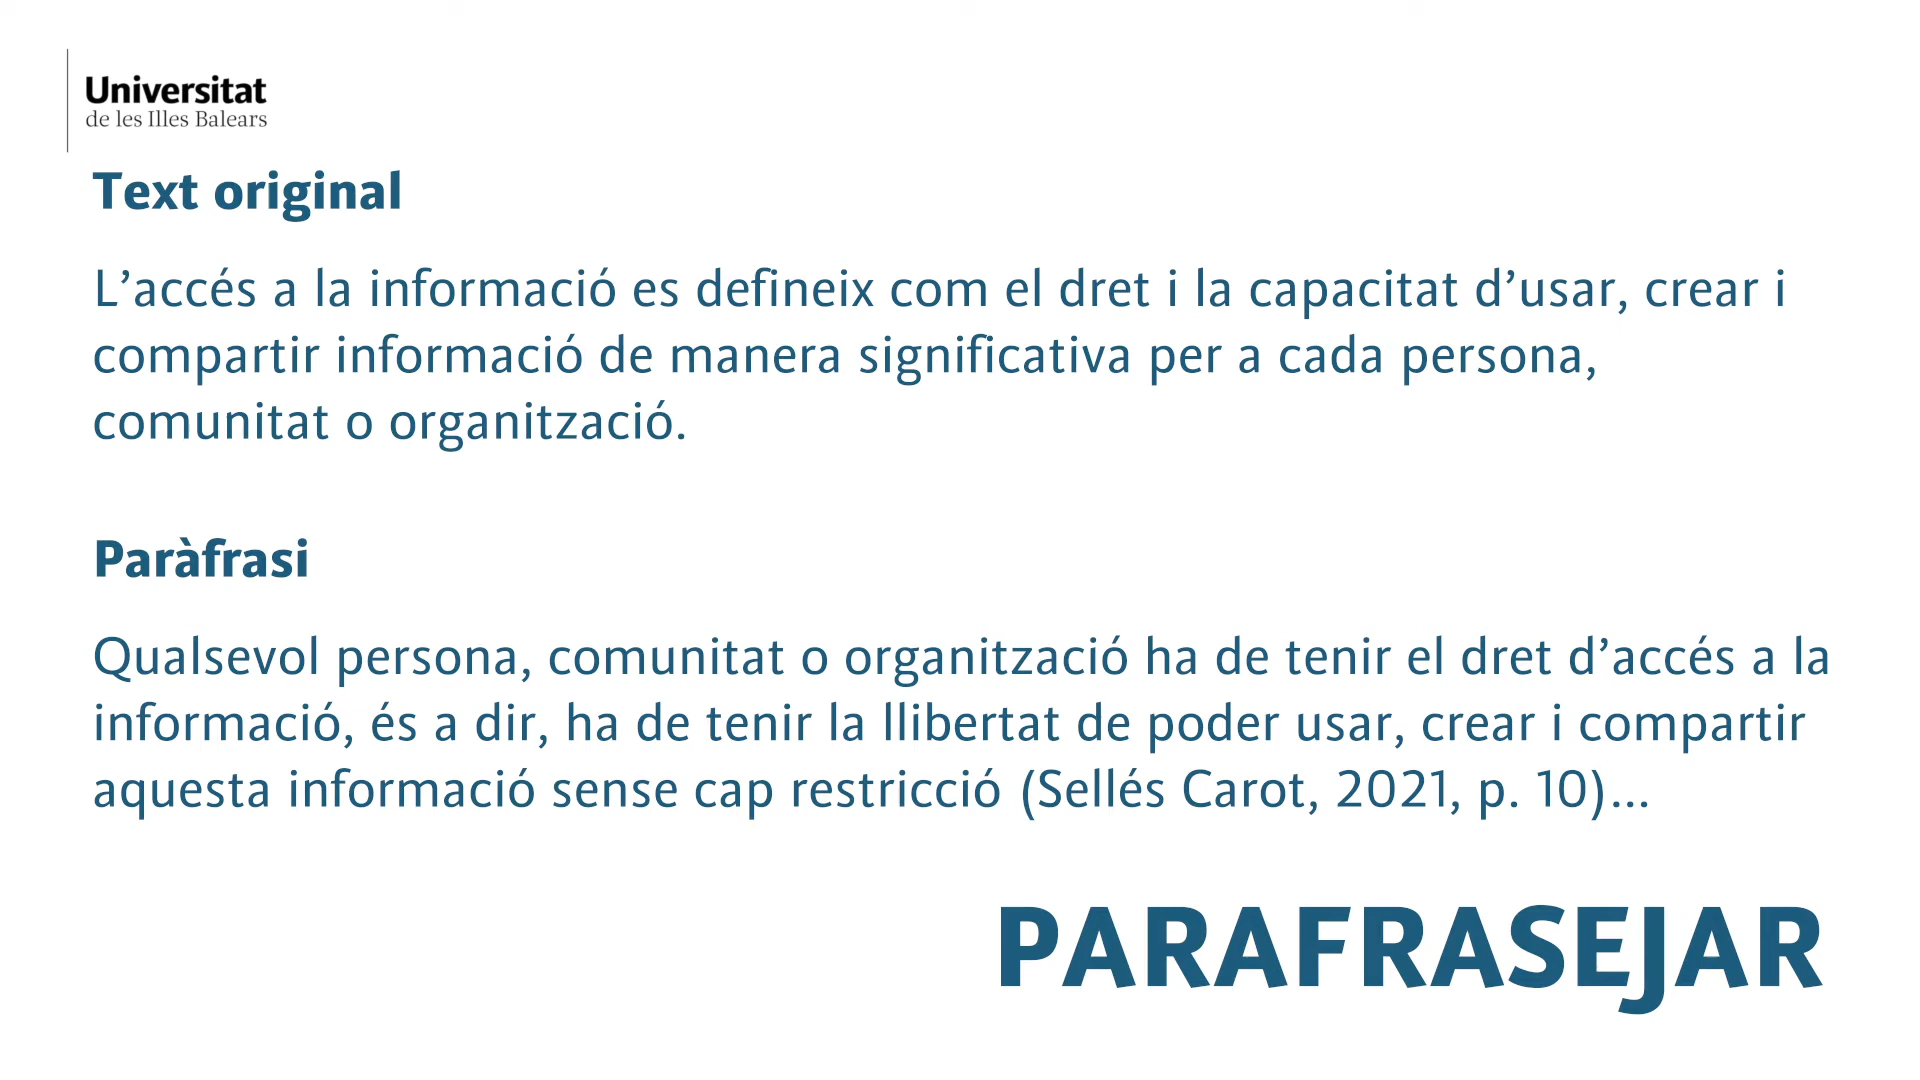 Universitat
de les Illes Balears
Text original
L’accés a la informació es defineix com el dret i la capacitat d’usar, crear i
compartir informació de manera significativa per a cada persona,
comunitat o organització.
Paràfrasi
Qualsevol persona, comunitat o organització ha de tenir el dret d’accés a la
informació, és a dir, ha de tenir la llibertat de poder usar, crear i compartir
aquesta informació sense cap restricció (Sellés Carot, 2021, p. 10)...
PARAFRASEJAR